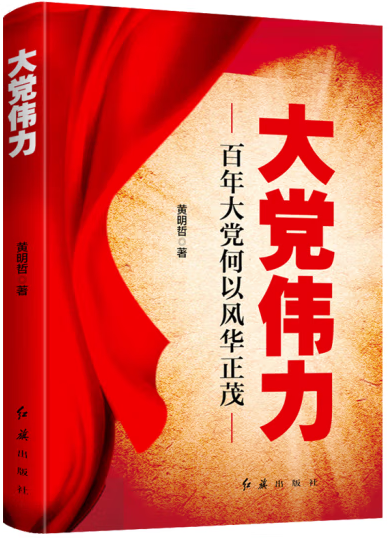 大党伟力
黄明哲 著
红旗出版社
大党伟力
百年大党何以风华正茂
黄明哲 著
红旗出版社